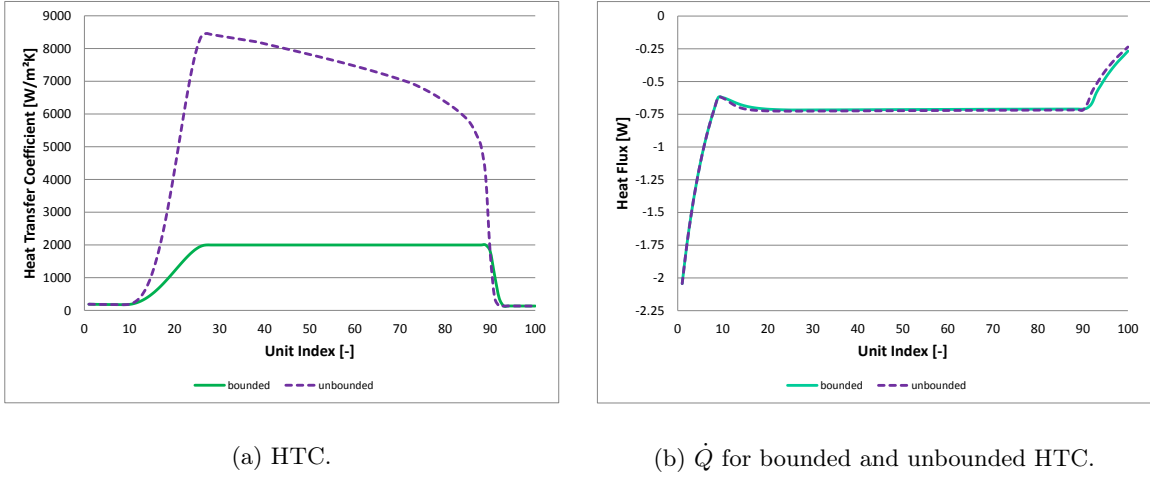 9000
8000
7000
6000
5000
4000
3000
2000
1000
0
Heat Transfer Coefficient [W/m²K]
0 10 20 30 40 50 60 70 80 90 100
Unit Index [-]
bounded unbounded
(a) HTC.
0
-0.25
-0.5
-0.75
-1
-1.25
-1.5
-1.75
-2
-2.25
Heat Flux [W]
0 10 20 30 40 50 60 70 80 90 100
Unit Index [-]
bounded unbounded
(b) Q̇ for bounded and unbounded HTC.